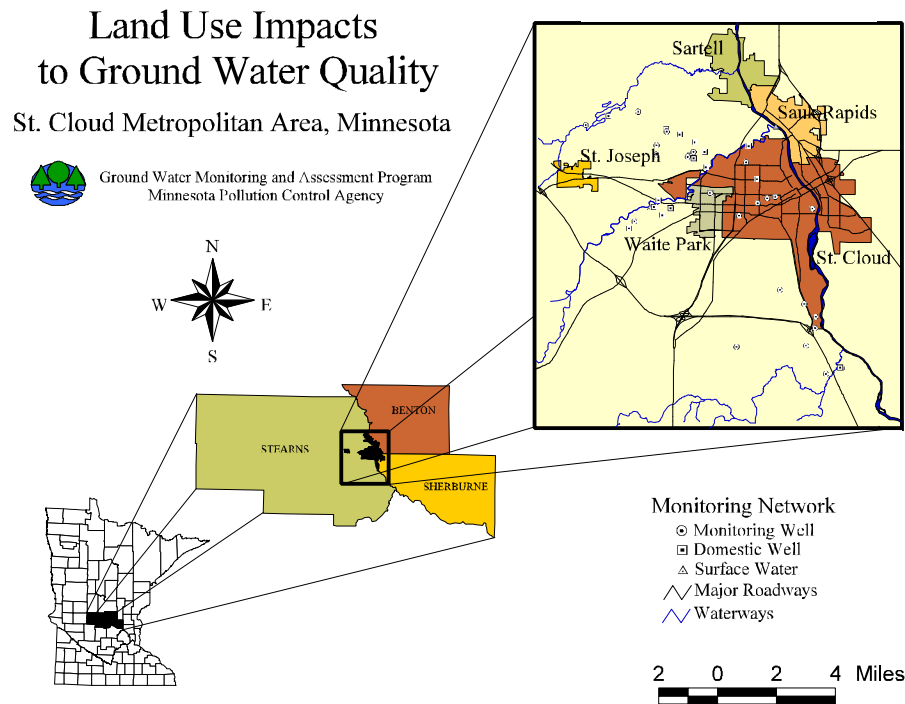 Land Use Impacts
to Ground Water Quality
St. Cloud Metropolitan Area, Minnesota
Ground Water Monitoring and Assessment Program
Minnesota Pollution Control Agency
N
W
E
S
Sartell
Sauk Rapids
St. Joseph
Waite Park
St. Cloud
BENTON
STEARNS
SHERBURNE
Monitoring Network
Monitoring Well
Domestic Well
Surface Water
Major Roadways
Waterways
2 0 2 4 Miles